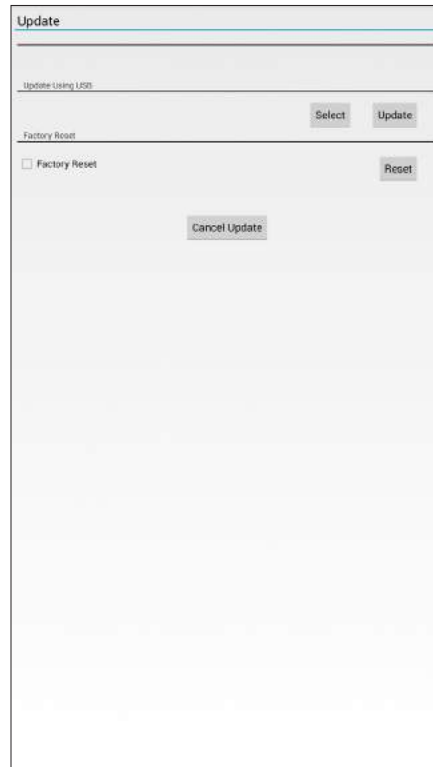 Update
Update Using USB
Select Update
Factory Reset
Factory Reset
Reset
Cancel Update